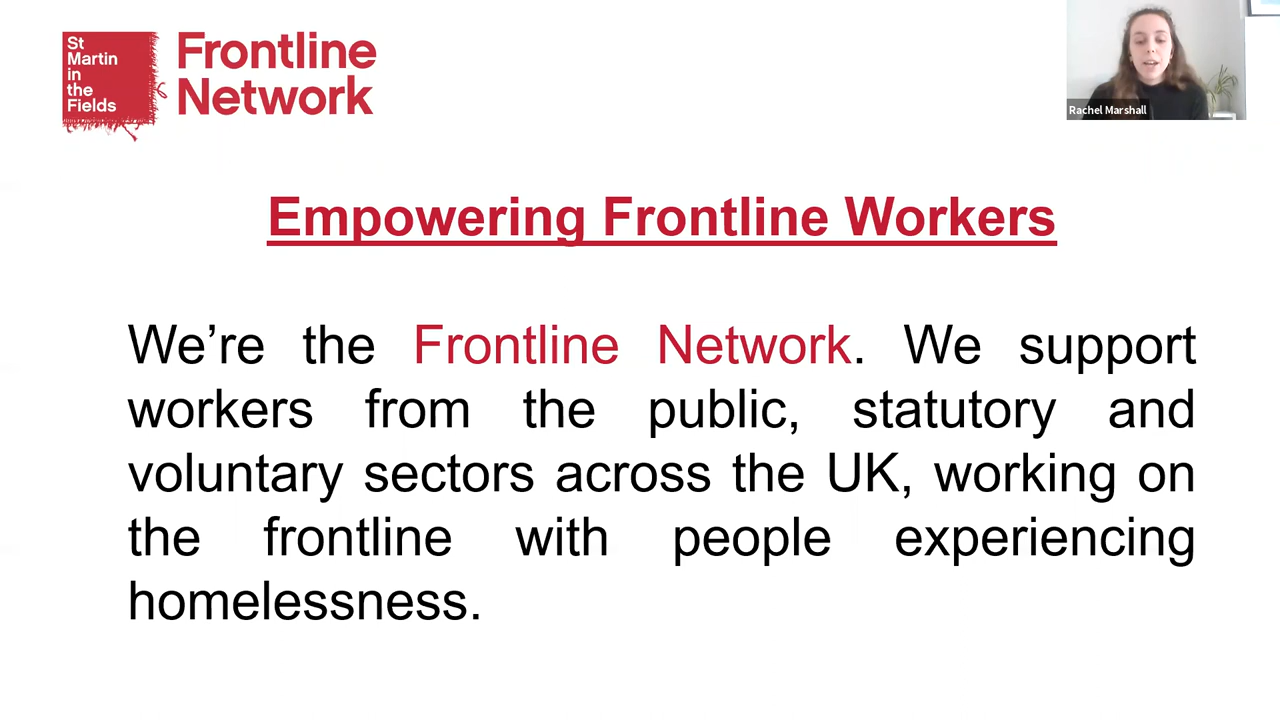 St
Martin
in
the
Fields
Frontline
Network
Rachel Marshall
Empowering Frontline Workers
We’re the Frontline Network. We support
workers from the public, statutory and
voluntary sectors across the UK, working on
the frontline with people experiencing
homelessness.